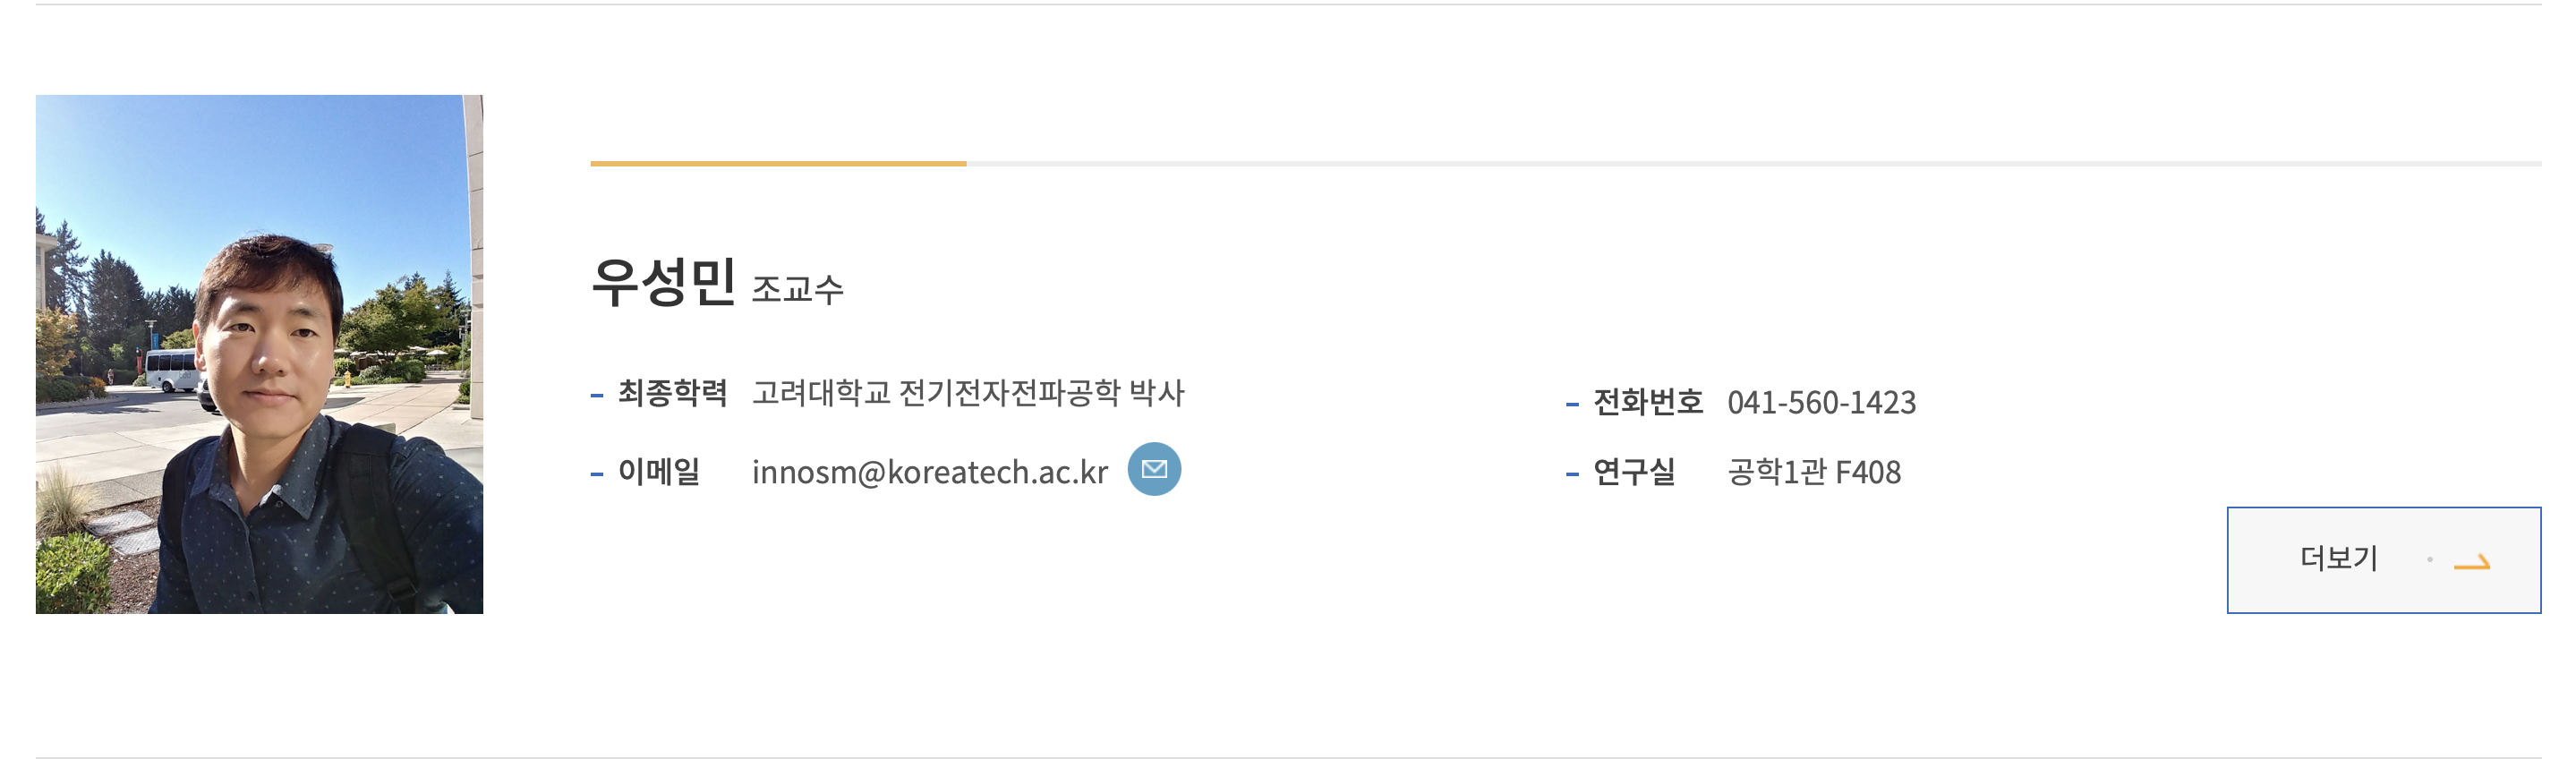 우성민 조교수
최종학력 고려대학교 전기전자전파공학 박사
전화번호 041-560-1423
이메일 innosm@koreatech.ac.kr
연구실 공학1관 F408
더보기